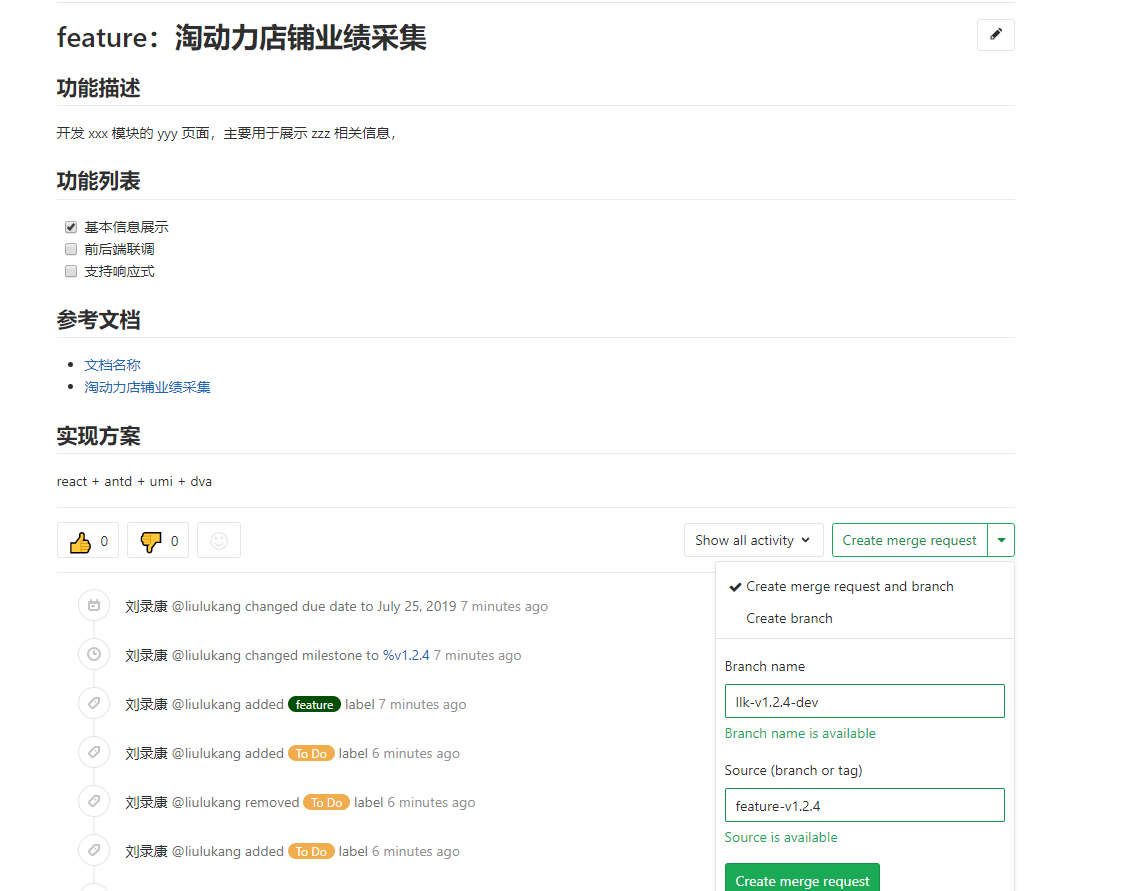 feature：淘动力店铺业绩采集
功能描述
开发 xxx 模块的 yyy 页面，主要用于展示 zzz 相关信息，
功能列表
基本信息展示
前后端联调
支持响应式
参考文档
文档名称
淘动力店铺业绩采集
实现方案
react + antd + umi + dva
0 0 Show all activity Create merge request
Create merge request and branch
Create branch
Branch name
llk-v1.2.4-dev
Branch name is available
Source (branch or tag)
feature-v1.2.4
Source is available
Create merge request
刘录康 @liulukang changed due date to July 25, 2019 7 minutes ago
刘录康 @liulukang changed milestone to %v1.2.4 7 minutes ago
刘录康 @liulukang added feature label 7 minutes ago
刘录康 @liulukang added To Do label 6 minutes ago
刘录康 @liulukang removed To Do label 6 minutes ago
刘录康 @liulukang added To Do label 6 minutes ago